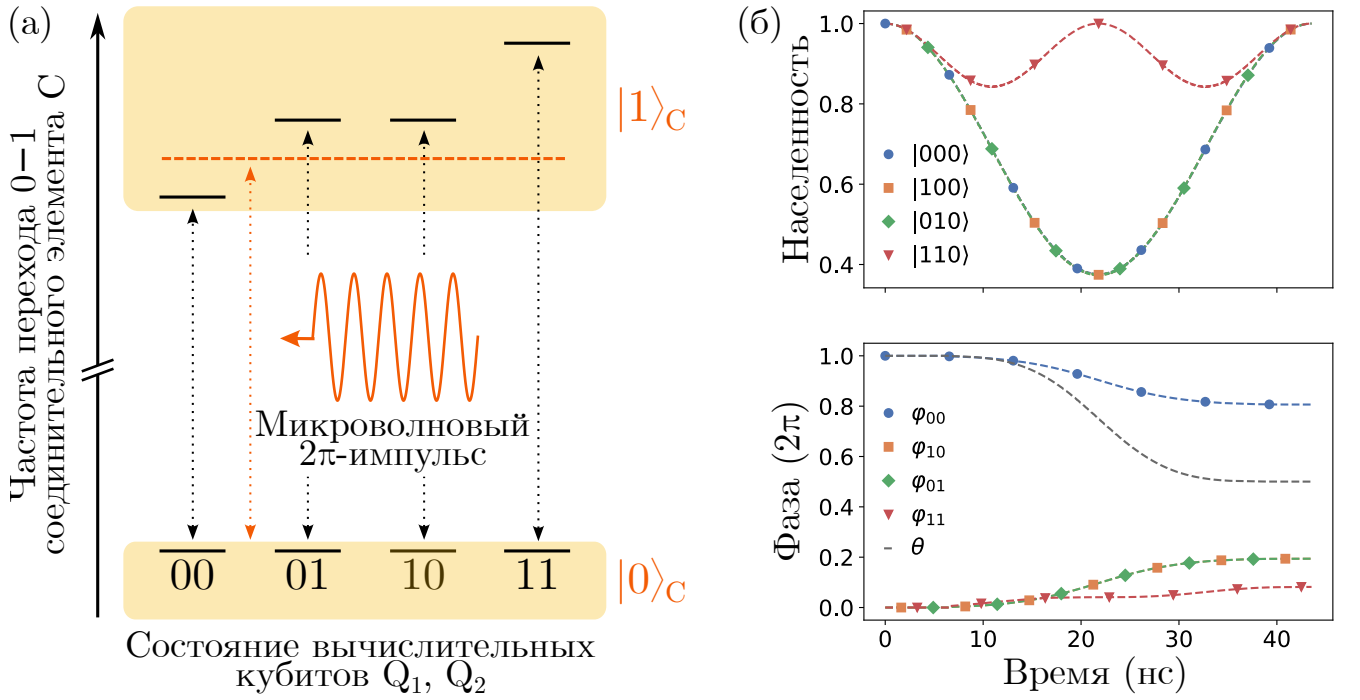 (а)
Частота перехода 0−1
соединительного элемента C
|1⟩C
Микроволновый
2π-импульс
00 01 10 11
|0⟩C
Состояние вычислительных
кубитов Q₁, Q₂
(б)
Населенность
1.0
0.8
0.6
0.4
|000⟩
|100⟩
|010⟩
|110⟩
Фаза (2π)
1.0
0.8
0.6
0.4
0.2
0.0
φ₀₀
φ₁₀
φ₀₁
φ₁₁
θ
0 10 20 30 40
Время (нс)